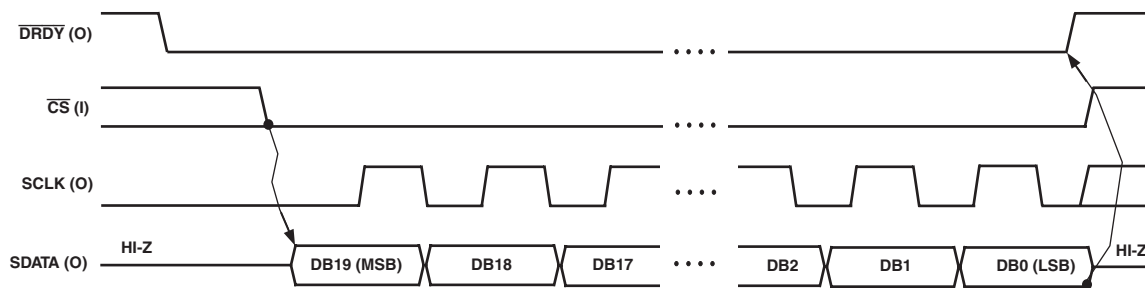 DRDY (O)
CS (I)
SCLK (O)
HI-Z
HI-Z
SDATA (O)
DB19 (MSB) DB18 DB17 DB2 DB1 DB0 (LSB)